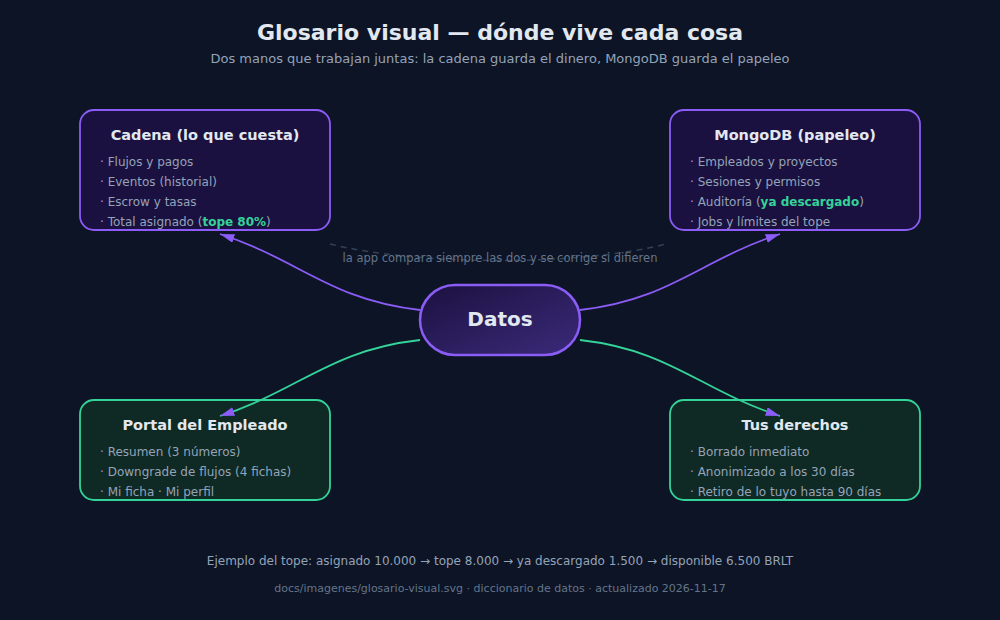 Glosario visual — dónde vive cada cosa
Dos manos que trabajan juntas: la cadena guarda el dinero, MongoDB guarda el papeleo
Cadena (lo que cuesta)
· Flujos y pagos
· Eventos (historial)
· Escrow y tasas
· Total asignado (tope 80%)
MongoDB (papeleo)
· Empleados y proyectos
· Sesiones y permisos
· Auditoría (ya descargado)
· Jobs y límites del tope
la app compara siempre las dos y se corrige si difieren
Datos
Portal del Empleado
· Resumen (3 números)
· Downgrade de flujos (4 fichas)
· Mi ficha · Mi perfil
Tus derechos
· Borrado inmediato
· Anonimizado a los 30 días
· Retiro de lo tuyo hasta 90 días
Ejemplo del tope: asignado 10.000 → tope 8.000 → ya descargado 1.500 → disponible 6.500 BRLT
docs/imagenes/glosario-visual.svg · diccionario de datos · actualizado 2026-11-17